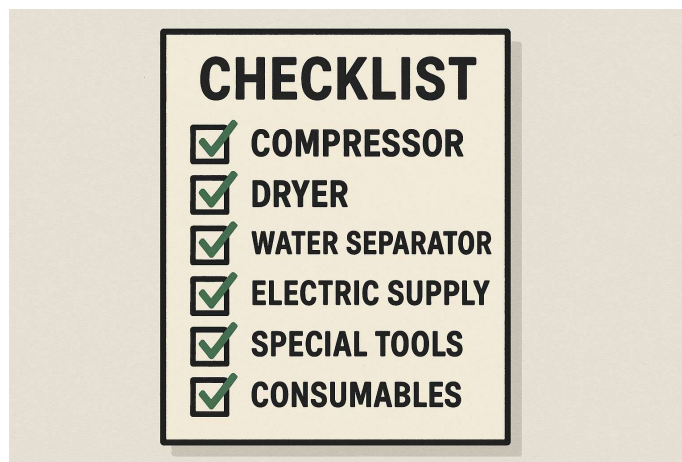 CHECKLIST
COMPRESSOR
DRYER
WATER SEPARATOR
ELECTRIC SUPPLY
SPECIAL TOOLS
CONSUMABLES